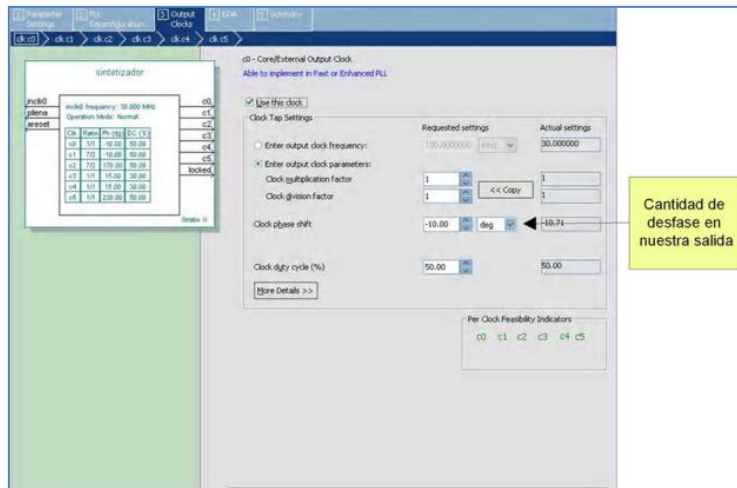 1 Parameter Settings
2 PLL Reconfiguration
3 Output Clocks
4 EDA
5 Summary
clk c0 clk c1 clk c2 clk c3 clk c4 clk c5
sintetizador
inclk0
pllena
areset
inclk0 frequency: 30.000 MHz
Operation Mode: Normal
Clk Ratio Ph (dg) DC (%)
c0 1/1 -10.00 50.00
c1 7/2 -10.00 50.00
c2 7/2 170.00 50.00
c3 1/1 15.00 30.00
c4 1/1 15.00 30.00
c5 1/1 230.00 50.00
c0
c1
c2
c3
c4
c5
locked
Stratix II
c0 - Core/External Output Clock
Able to implement in Fast or Enhanced PLL
Use this clock
Clock Tap Settings
Requested settings Actual settings
Enter output clock frequency: 100.0000000 MHz 30.000000
Enter output clock parameters:
Clock multiplication factor 1 1
<< Copy
Clock division factor 1 1
Clock phase shift -10.00 deg -10.71
Clock duty cycle (%) 50.00 50.00
More Details >>
Per Clock Feasibility Indicators
c0 c1 c2 c3 c4 c5
Cantidad de
desfase en
nuestra salida